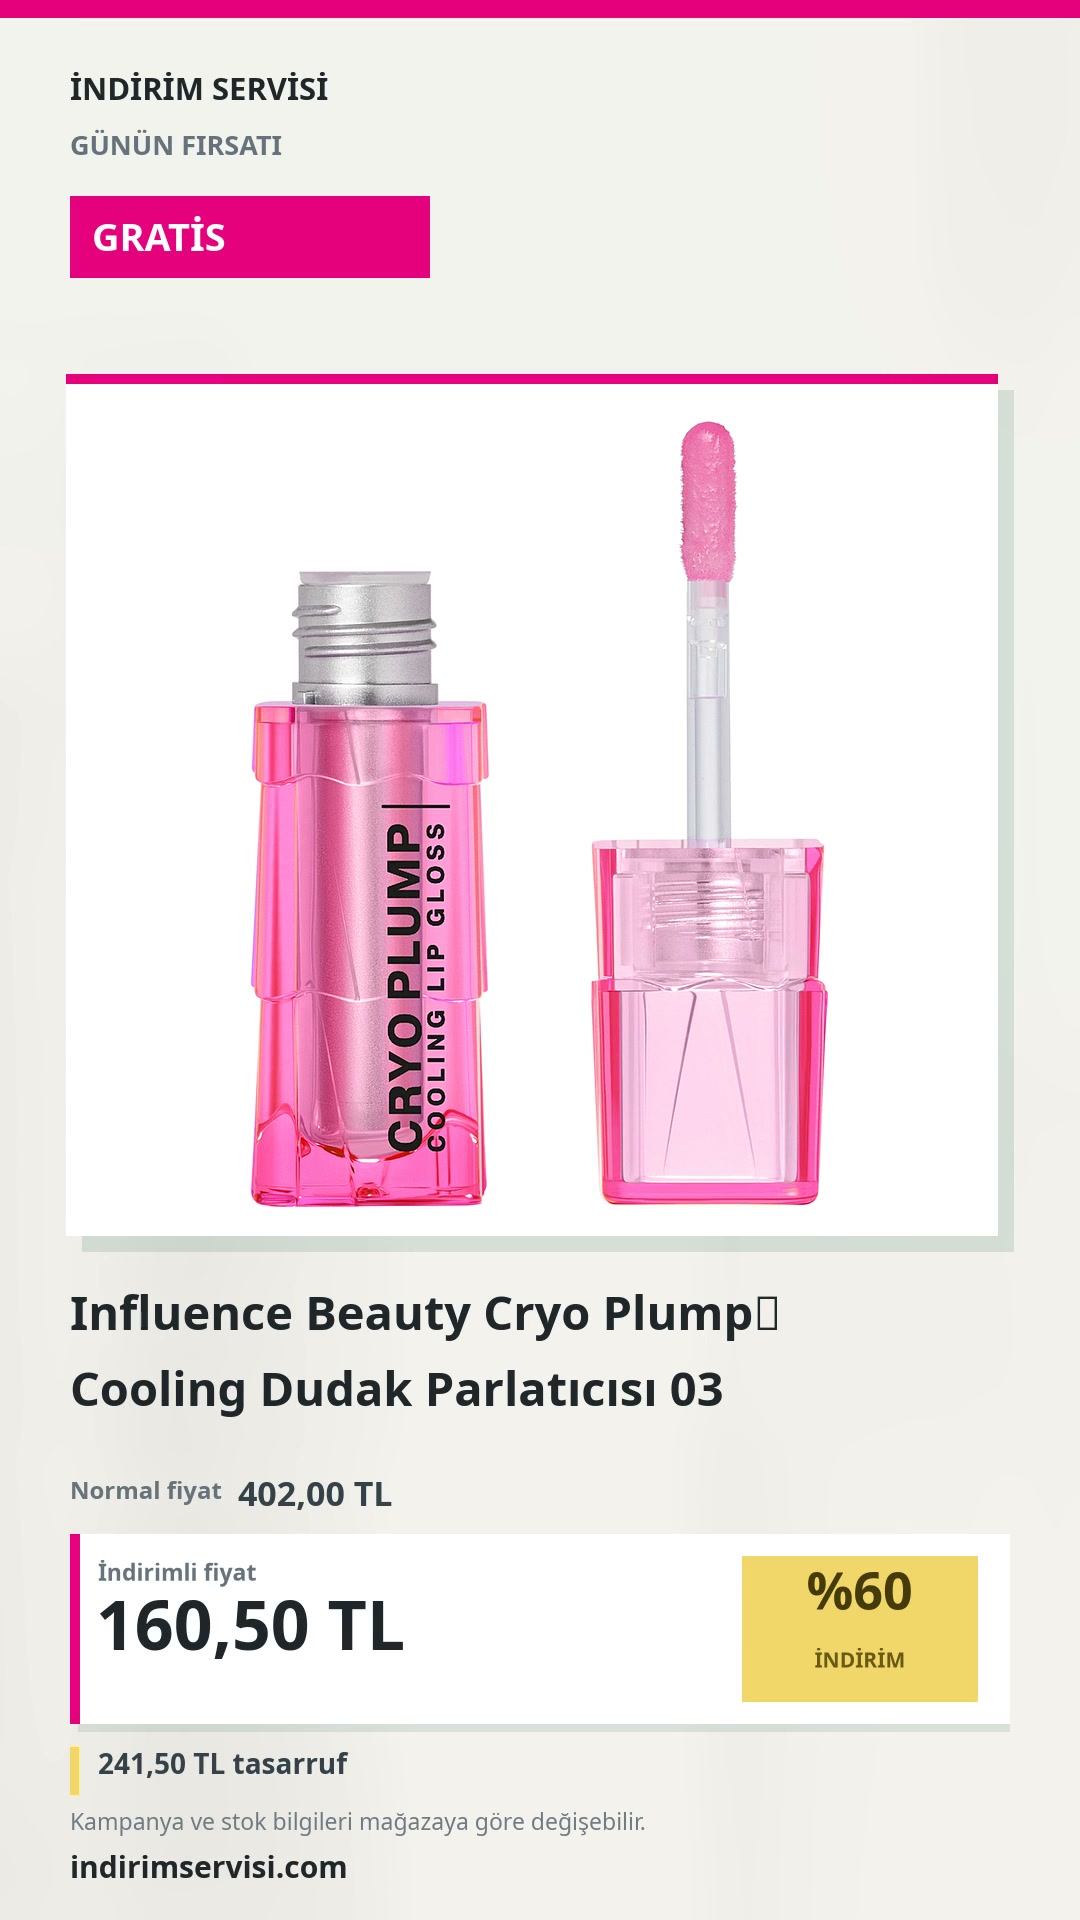 İNDİRİM SERVİSİ
GÜNÜN FIRSATI
GRATİS
CRYO PLUMP
COOLING LIP GLOSS
Influence Beauty Cryo Plump
Cooling Dudak Parlatıcısı 03
Normal fiyat 402,00 TL
İndirimli fiyat
160,50 TL
%60
İNDİRİM
241,50 TL tasarruf
Kampanya ve stok bilgileri mağazaya göre değişebilir.
indirimservisi.com